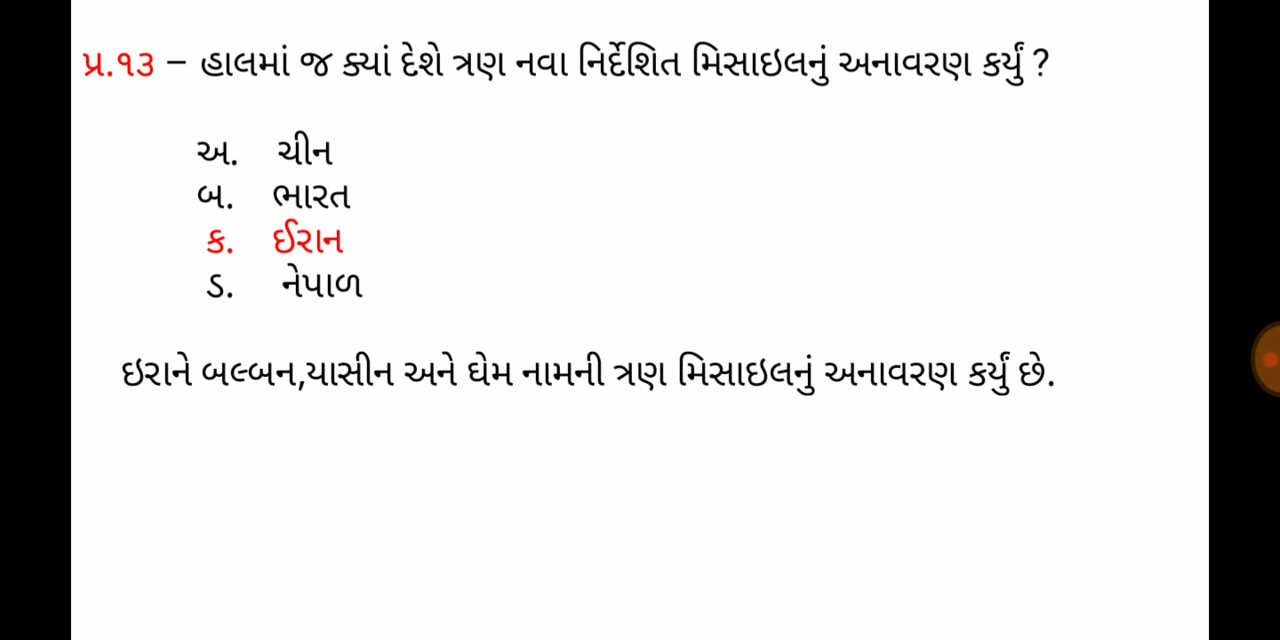 પ્ર.૧૩ – હાલમાં જ ક્યાં દેશે ત્રણ નવા નિર્દેશિત મિસાઇલનું અનાવરણ કર્યું ?
અ. ચીન
બ. ભારત
ક. ઈરાન
ડ. નેપાળ
ઇરાને બલ્બન,યાસીન અને ઘેમ નામની ત્રણ મિસાઇલનું અનાવરણ કર્યું છે.